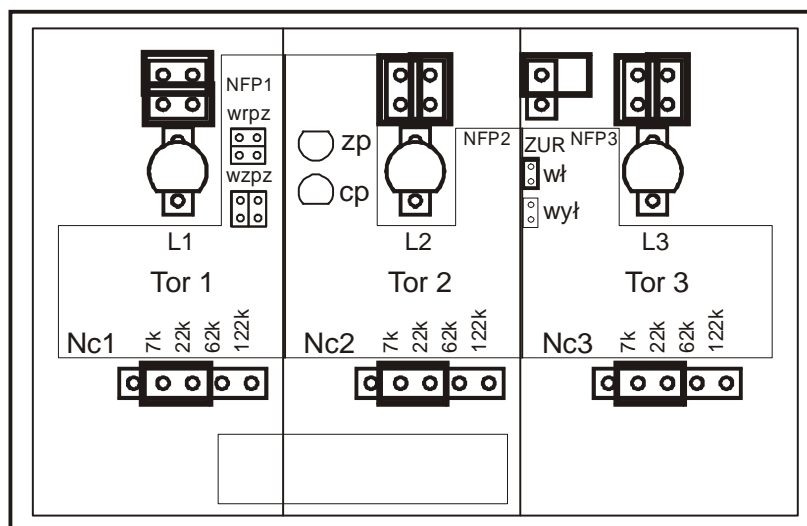 NFP1
wrpz
wzpz
L1
Tor 1
Nc1
7k
22k
62k
122k
zp
cp
NFP2
L2
Tor 2
Nc2
7k
22k
62k
122k
ZUR
NFP3
wł
wył
L3
Tor 3
Nc3
7k
22k
62k
122k